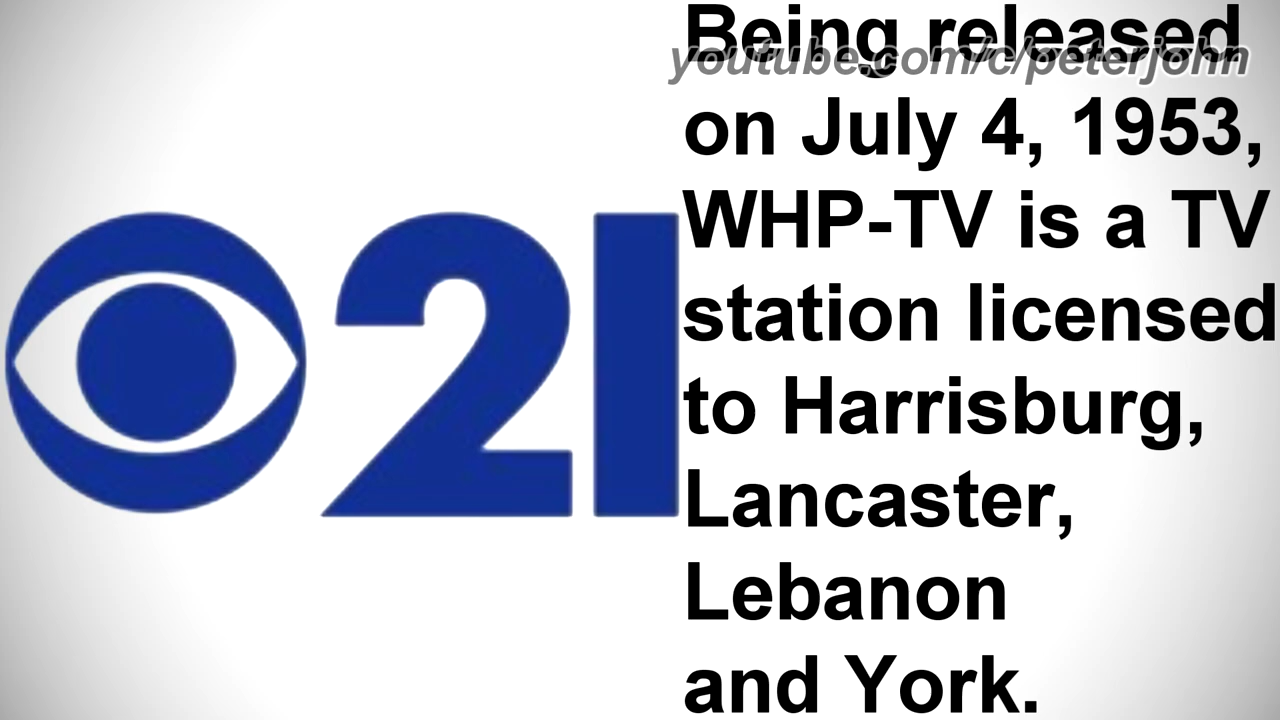 Being released
youtube.com/c/peterjohn
on July 4, 1953,
WHP-TV is a TV
station licensed
to Harrisburg,
Lancaster,
Lebanon
and York.
21